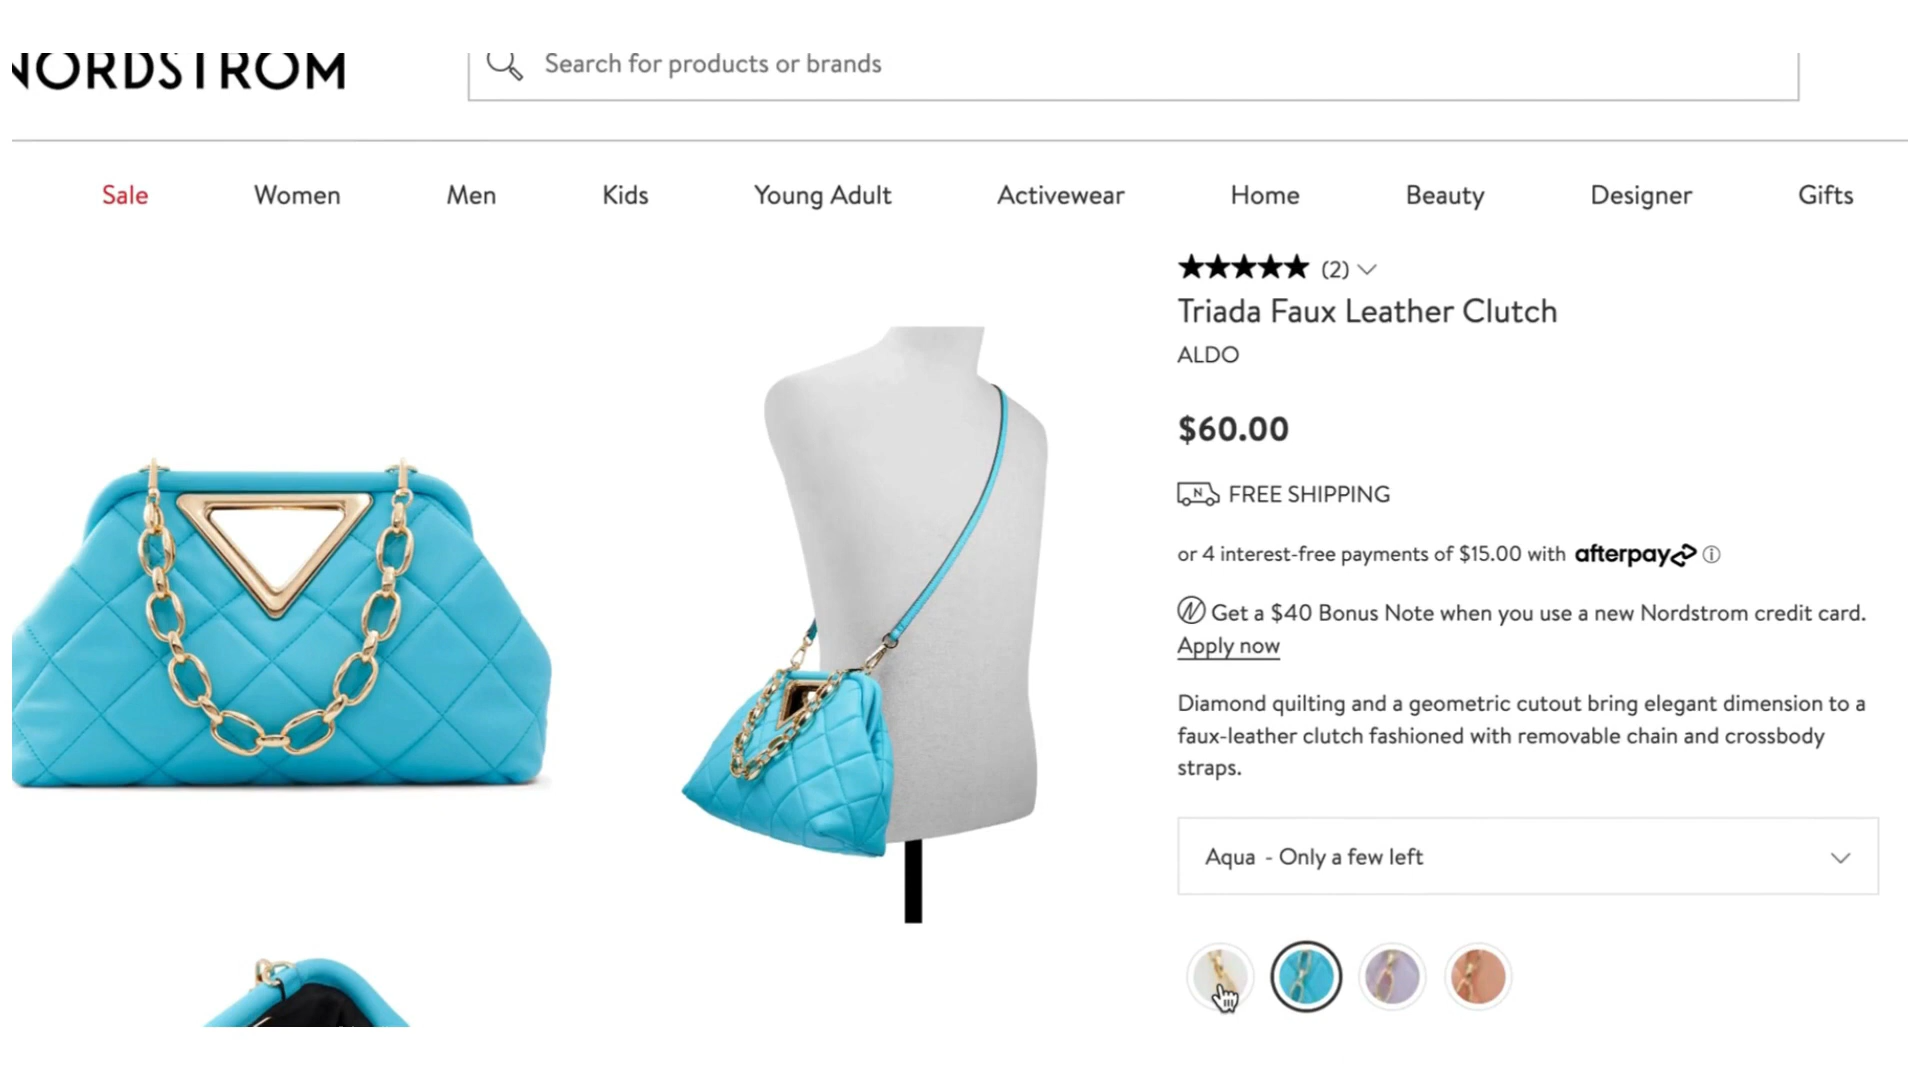 NORDSTROM
Search for products or brands
Sale Women Men Kids Young Adult Activewear Home Beauty Designer Gifts
(2)
Triada Faux Leather Clutch
ALDO
$60.00
N FREE SHIPPING
or 4 interest-free payments of $15.00 with afterpay
N Get a $40 Bonus Note when you use a new Nordstrom credit card.
Apply now
Diamond quilting and a geometric cutout bring elegant dimension to a
faux-leather clutch fashioned with removable chain and crossbody
straps.
Aqua - Only a few left